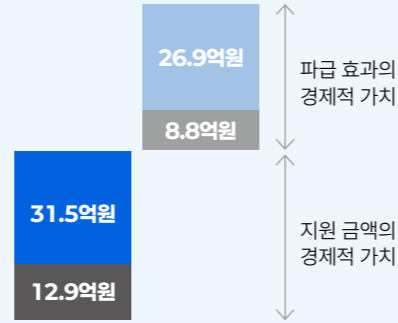 26.9억원
8.8억원
파급 효과의
경제적 가치
31.5억원
12.9억원
지원 금액의
경제적 가치